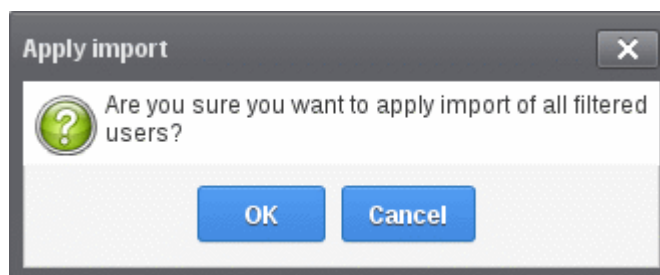 Apply import
Are you sure you want to apply import of all filtered
users?
OK
Cancel